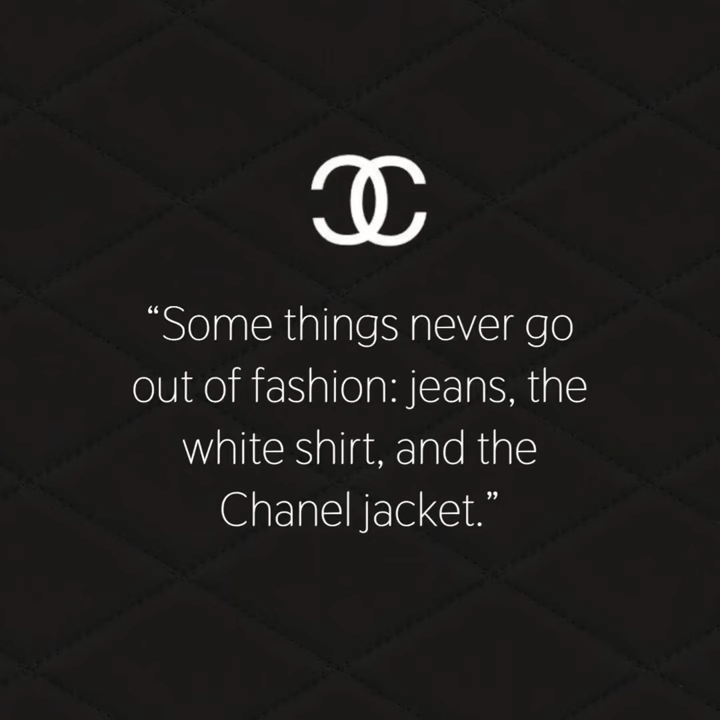 “Some things never go
out of fashion: jeans, the
white shirt, and the
Chanel jacket.”